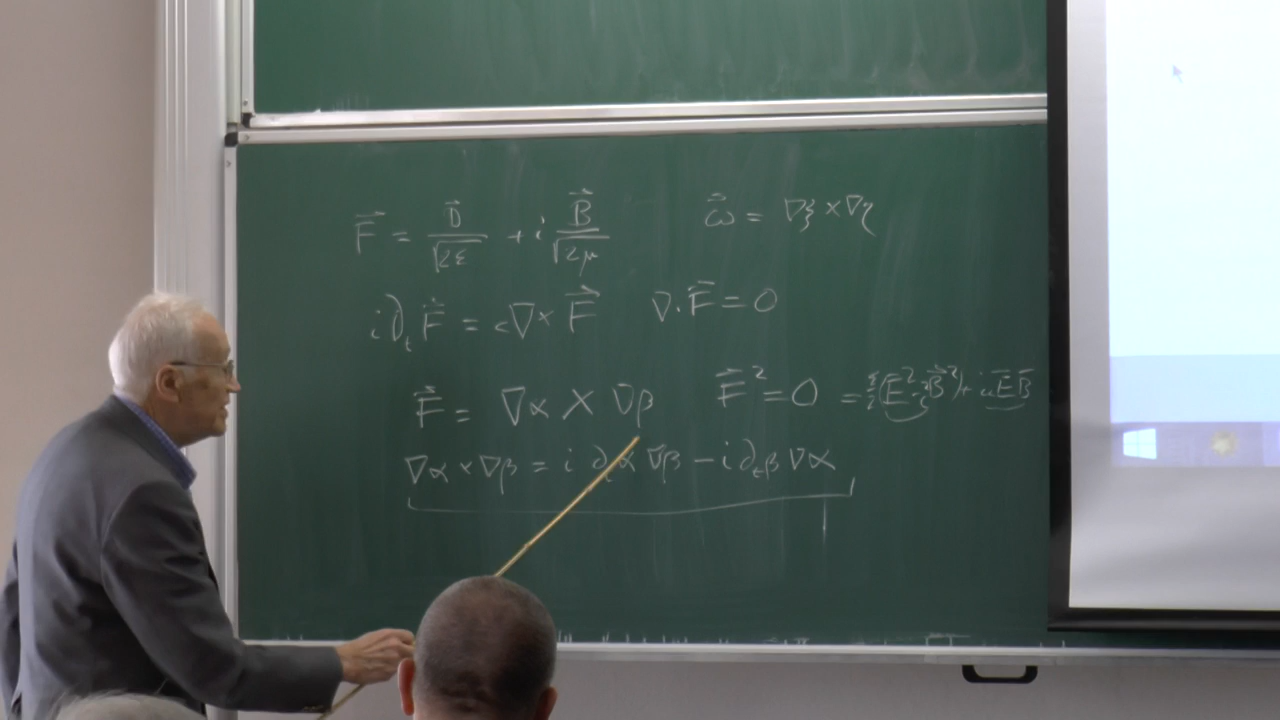 F⃗ = D⃗/√2ε + i B⃗/√2μ   ω⃗ = ∇ξ × ∇η
i∂ₜF⃗ = c∇ × F⃗   ∇·F⃗ = 0
F⃗ = ∇α × ∇β   F⃗² = 0 =
∇α × ∇β = i ∂ₜα ∇β − i ∂ₜβ ∇α